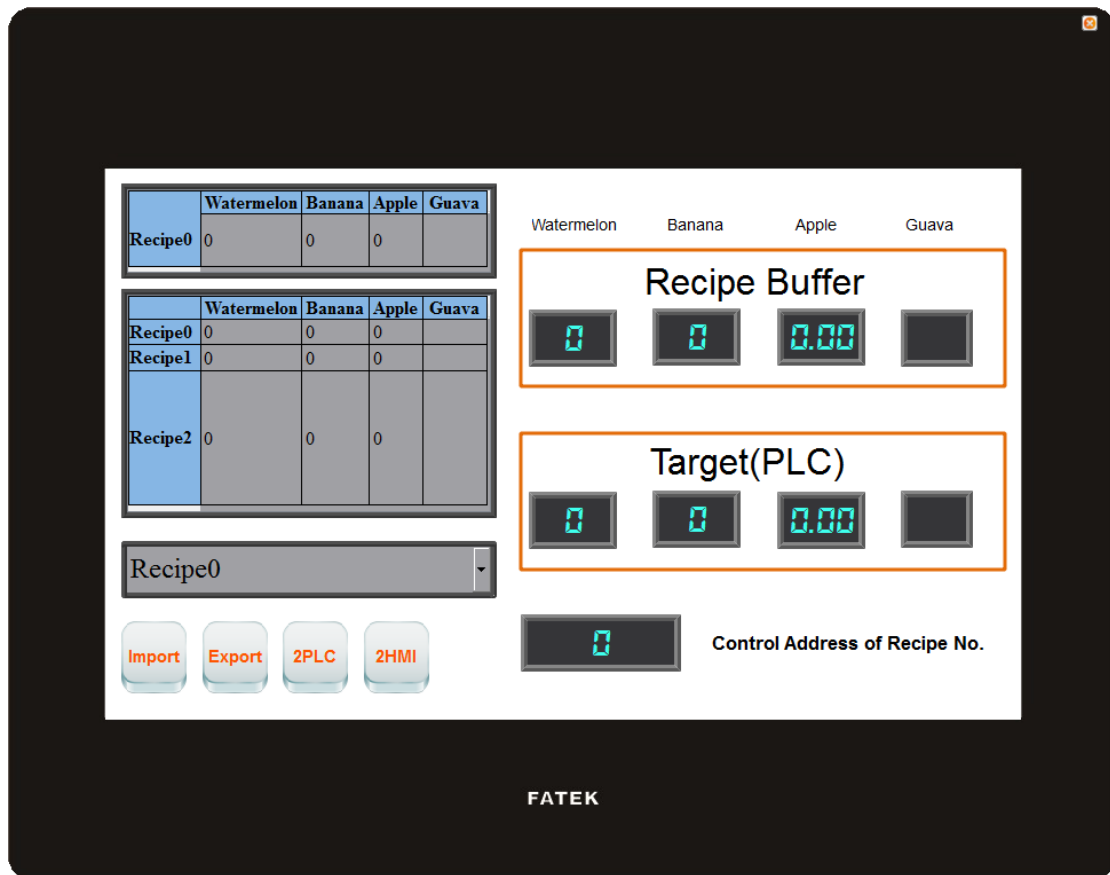 Watermelon Banana Apple Guava
Recipe0 0 0 0
Watermelon Banana Apple Guava
Recipe0 0 0 0
Recipe1 0 0 0
Recipe2 0 0 0
Recipe0
Import Export 2PLC 2HMI
Watermelon Banana Apple Guava
Recipe Buffer
0 0 0.00
Target(PLC)
0 0 0.00
0 Control Address of Recipe No.
FATEK